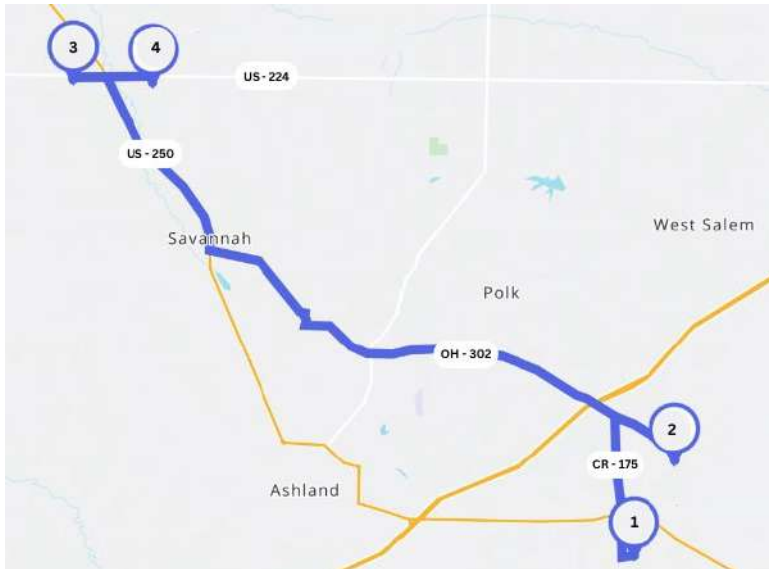 3
4
US - 224
US - 250
Savannah
West Salem
Polk
OH - 302
2
CR - 175
Ashland
1